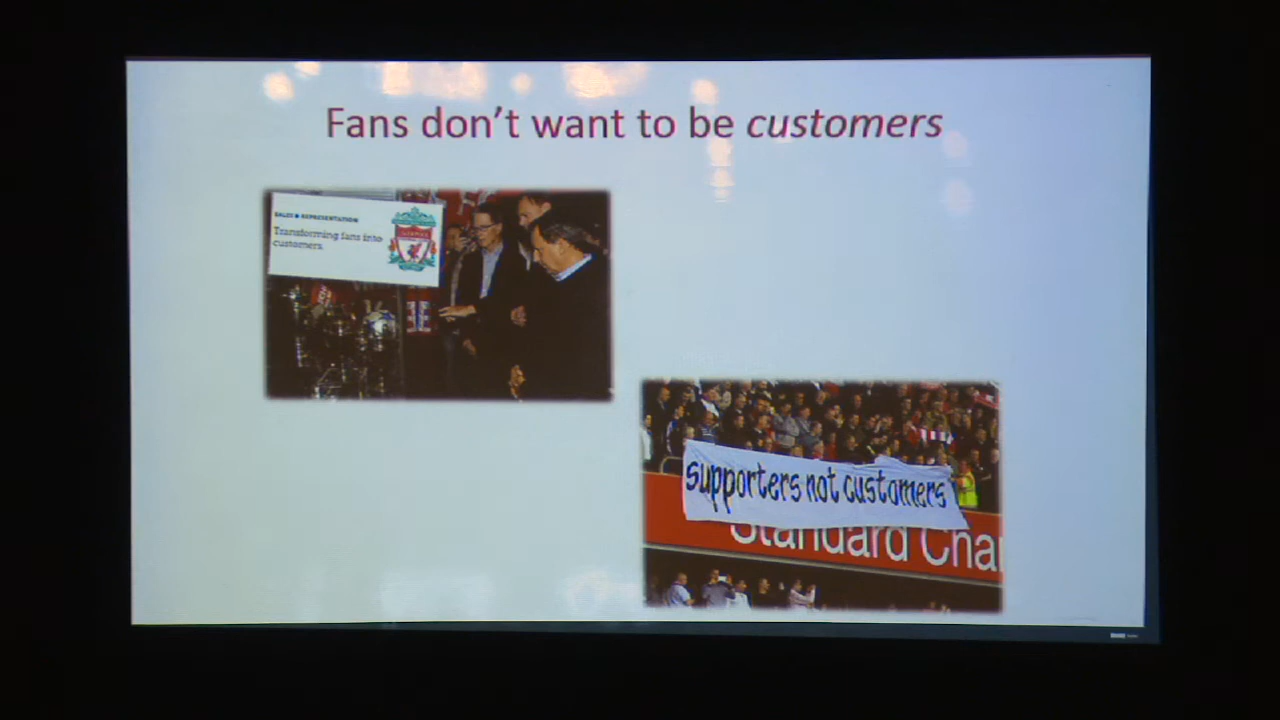 Fans don't want to be customers
SALES & REPRESENTATION
Transforming fans into
customers
supporters not customers
Standard Cha